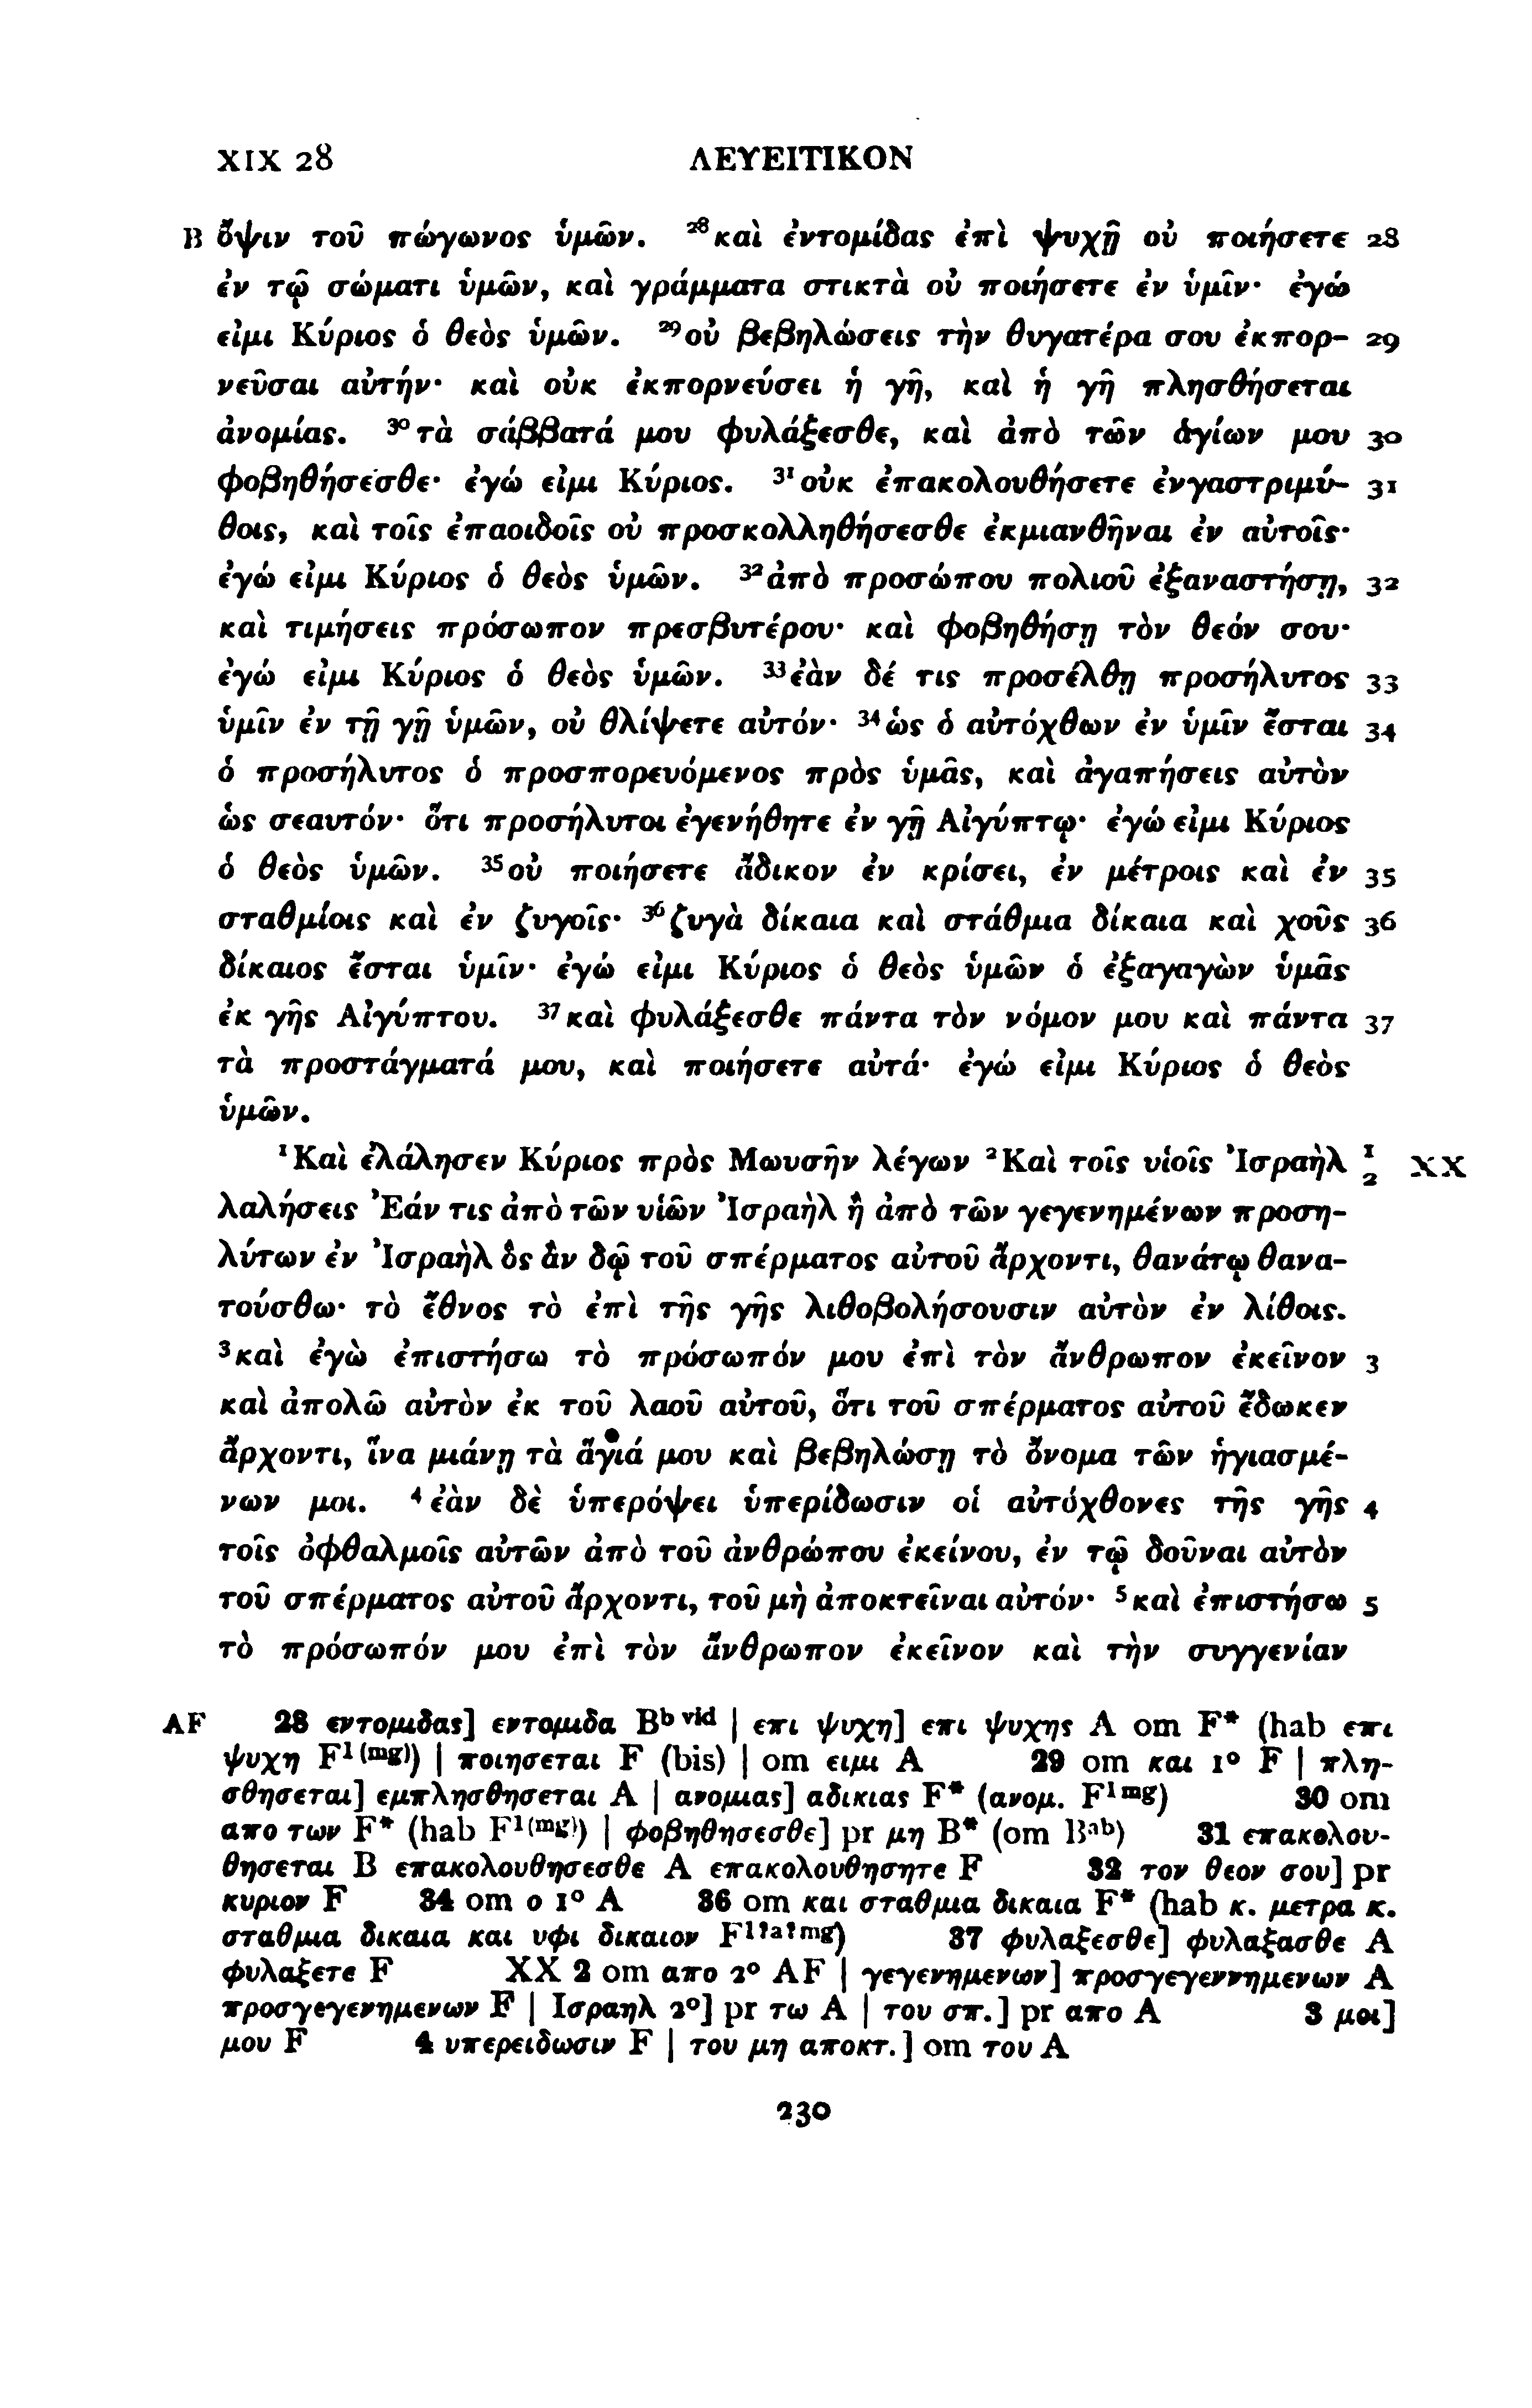 XIX 28 ΛΕΥΕΙΤΙΚΟΝ
B ὄψιν τοῦ πώγωνος ὑμῶν. ²⁸καὶ ἐντομίδας ἐπὶ ψυχῇ οὐ ποιήσετε 28
ἐν τῷ σώματι ὑμῶν, καὶ γράμματα στικτὰ οὐ ποιήσετε ἐν ὑμῖν· ἐγώ
εἰμι Κύριος ὁ θεὸς ὑμῶν. ²⁹οὐ βεβηλώσεις τὴν θυγατέρα σου ἐκπορ- 29
νεῦσαι αὐτήν· καὶ οὐκ ἐκπορνεύσει ἡ γῆ, καὶ ἡ γῆ πλησθήσεται
ἀνομίας. ³⁰τὰ σάββατά μου φυλάξεσθε, καὶ ἀπὸ τῶν ἁγίων μου 30
φοβηθήσεσθε· ἐγώ εἰμι Κύριος. ³¹οὐκ ἐπακολουθήσετε ἐνγαστριμύ- 31
θοις, καὶ τοῖς ἐπαοιδοῖς οὐ προσκολληθήσεσθε ἐκμιανθῆναι ἐν αὐτοῖς·
ἐγώ εἰμι Κύριος ὁ θεὸς ὑμῶν. ³²ἀπὸ προσώπου πολιοῦ ἐξαναστήσῃ, 32
καὶ τιμήσεις πρόσωπον πρεσβυτέρου· καὶ φοβηθήσῃ τὸν θεόν σου·
ἐγώ εἰμι Κύριος ὁ θεὸς ὑμῶν. ³³ἐὰν δέ τις προσέλθῃ προσήλυτος 33
ὑμῖν ἐν τῇ γῇ ὑμῶν, οὐ θλίψετε αὐτόν· ³⁴ὡς ὁ αὐτόχθων ἐν ὑμῖν ἔσται 34
ὁ προσήλυτος ὁ προσπορευόμενος πρὸς ὑμᾶς, καὶ ἀγαπήσεις αὐτὸν
ὡς σεαυτόν· ὅτι προσήλυτοι ἐγενήθητε ἐν γῇ Αἰγύπτῳ· ἐγώ εἰμι Κύριος
ὁ θεὸς ὑμῶν. ³⁵οὐ ποιήσετε ἄδικον ἐν κρίσει, ἐν μέτροις καὶ ἐν 35
σταθμίοις καὶ ἐν ζυγοῖς· ³⁶ζυγὰ δίκαια καὶ στάθμια δίκαια καὶ χοῦς 36
δίκαιος ἔσται ὑμῖν· ἐγώ εἰμι Κύριος ὁ θεὸς ὑμῶν ὁ ἐξαγαγὼν ὑμᾶς
ἐκ γῆς Αἰγύπτου. ³⁷καὶ φυλάξεσθε πάντα τὸν νόμον μου καὶ πάντα 37
τὰ προστάγματά μου, καὶ ποιήσετε αὐτά· ἐγώ εἰμι Κύριος ὁ θεὸς
ὑμῶν.
¹Καὶ ἐλάλησεν Κύριος πρὸς Μωυσῆν λέγων ²Καὶ τοῖς υἱοῖς Ἰσραὴλ 1 2 XX
λαλήσεις Ἐάν τις ἀπὸ τῶν υἱῶν Ἰσραὴλ ἢ ἀπὸ τῶν γεγενημένων προση-
λύτων ἐν Ἰσραὴλ ὃς ἂν δῷ τοῦ σπέρματος αὐτοῦ ἄρχοντι, θανάτῳ θανα-
τούσθω· τὸ ἔθνος τὸ ἐπὶ τῆς γῆς λιθοβολήσουσιν αὐτὸν ἐν λίθοις.
³καὶ ἐγὼ ἐπιστήσω τὸ πρόσωπόν μου ἐπὶ τὸν ἄνθρωπον ἐκεῖνον 3
καὶ ἀπολῶ αὐτὸν ἐκ τοῦ λαοῦ αὐτοῦ, ὅτι τοῦ σπέρματος αὐτοῦ ἔδωκεν
ἄρχοντι, ἵνα μιάνῃ τὰ ἅγιά μου καὶ βεβηλώσῃ τὸ ὄνομα τῶν ἡγιασμέ-
νων μοι. ⁴ἐὰν δὲ ὑπερόψει ὑπερίδωσιν οἱ αὐτόχθονες τῆς γῆς 4
τοῖς ὀφθαλμοῖς αὐτῶν ἀπὸ τοῦ ἀνθρώπου ἐκείνου, ἐν τῷ δοῦναι αὐτὸν
τοῦ σπέρματος αὐτοῦ ἄρχοντι, τοῦ μὴ ἀποκτεῖναι αὐτόν· ⁵καὶ ἐπιστήσω 5
τὸ πρόσωπόν μου ἐπὶ τὸν ἄνθρωπον ἐκεῖνον καὶ τὴν συγγενίαν
AF 28 εντομιδας] εντομιδα Bᵇ ᵛⁱᵈ | επι ψυχη] επι ψυχης A om F* (hab επι
ψυχη F¹⁽ᵐᵍ⁾) | ποιησεται F (bis) | om ειμι A 29 om και 1° F | πλη-
σθησεται] εμπλησθησεται A | ανομιας] αδικιας F* (ανομ. F¹ᵐᵍ) 30 om
απο των F* (hab F¹⁽ᵐᵍ⁾) | φοβηθησεσθε] pr μη B* (om Bᵃᵇ) 31 επακολου-
θησεται B επακολουθησεσθε A επακολουθησητε F 32 τον θεον σου] pr
κυριον F 34 om ο 1° A 36 om και σταθμια δικαια F* (hab κ. μετρα κ.
σταθμια δικαια και υφι δικαιον F¹ˀᵃˀᵐᵍ) 37 φυλαξεσθε] φυλαξασθε A
φυλαξετε F XX 2 om απο 2° AF | γεγενημενων] προσγεγεννημενων A
προσγεγενημενων F | Ισραηλ 2°] pr τω A | του σπ.] pr απο A 3 μοι]
μου F 4 υπερειδωσιν F | του μη αποκτ.] om του A
230